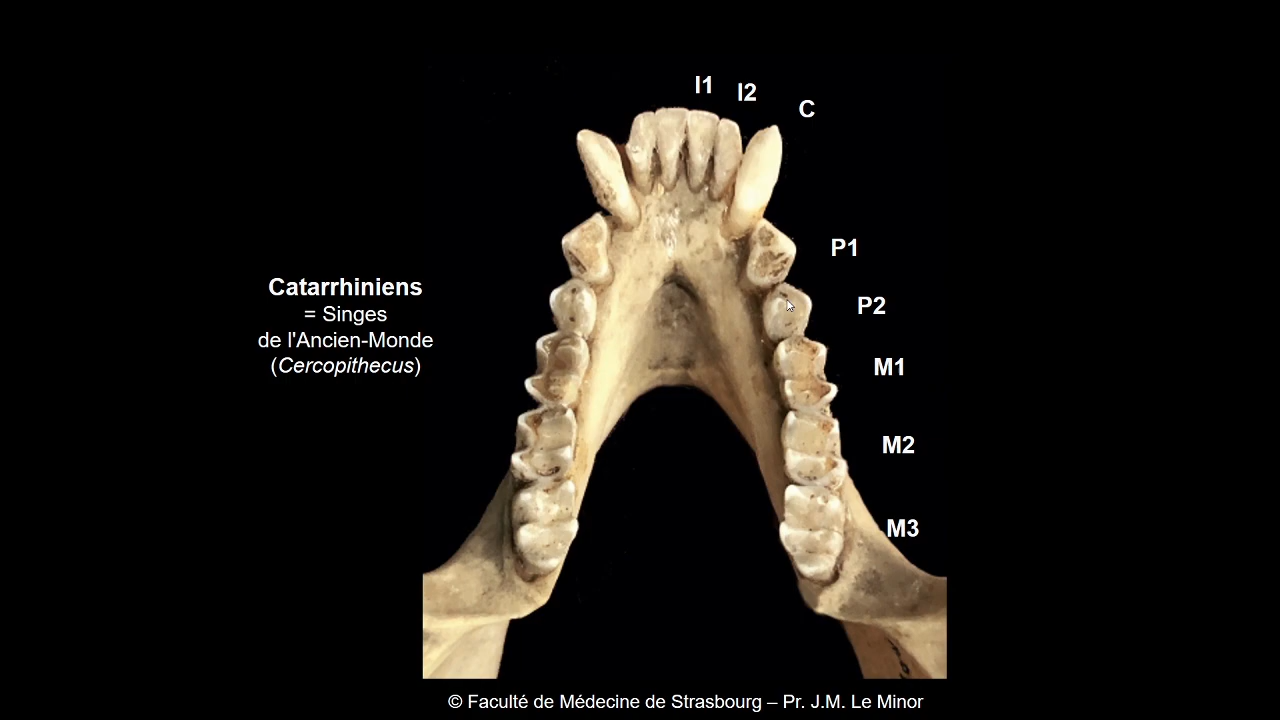 I1
I2
C
P1
P2
M1
M2
M3
Catarrhiniens
= Singes
de l'Ancien-Monde
(Cercopithecus)
© Faculté de Médecine de Strasbourg – Pr. J.M. Le Minor